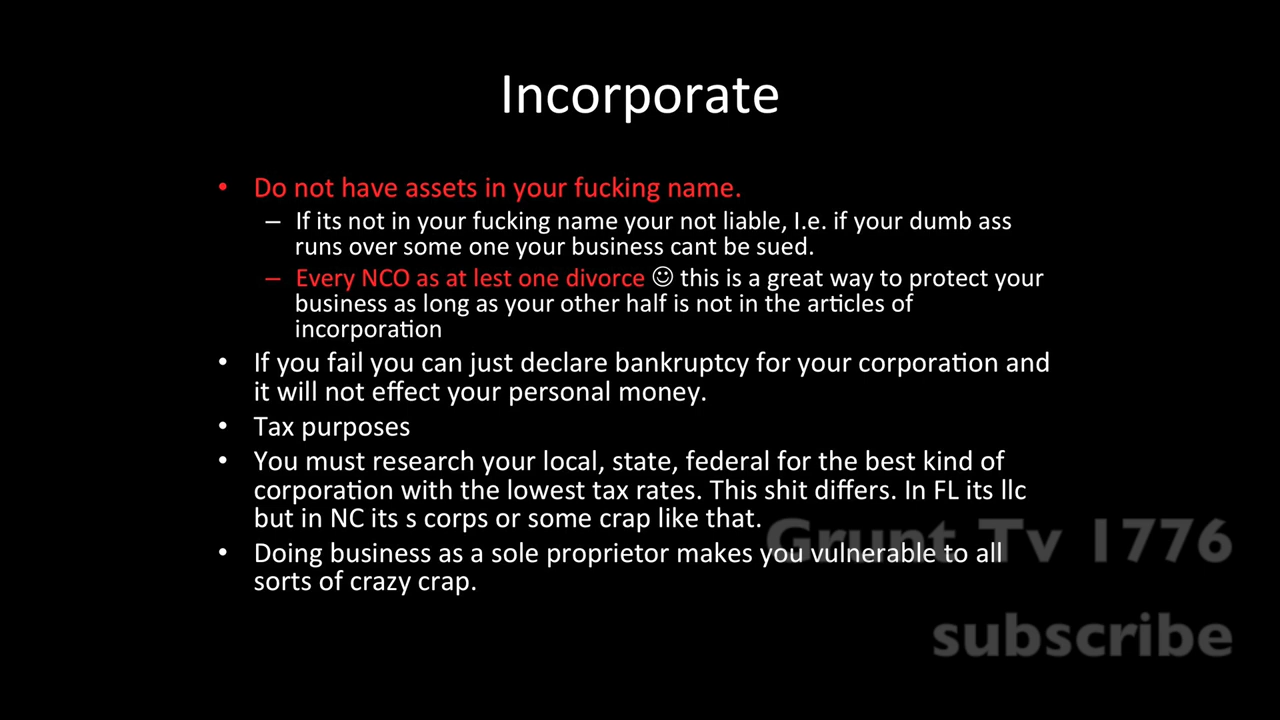 Incorporate
• Do not have assets in your fucking name.
– If its not in your fucking name your not liable, I.e. if your dumb ass
runs over some one your business cant be sued.
– Every NCO as at lest one divorce ☺ this is a great way to protect your
business as long as your other half is not in the articles of
incorporation
• If you fail you can just declare bankruptcy for your corporation and
it will not effect your personal money.
• Tax purposes
• You must research your local, state, federal for the best kind of
corporation with the lowest tax rates. This shit differs. In FL its llc
but in NC its s corps or some crap like that.
• Doing business as a sole proprietor makes you vulnerable to all
sorts of crazy crap.
Grunt Tv 1776
subscribe